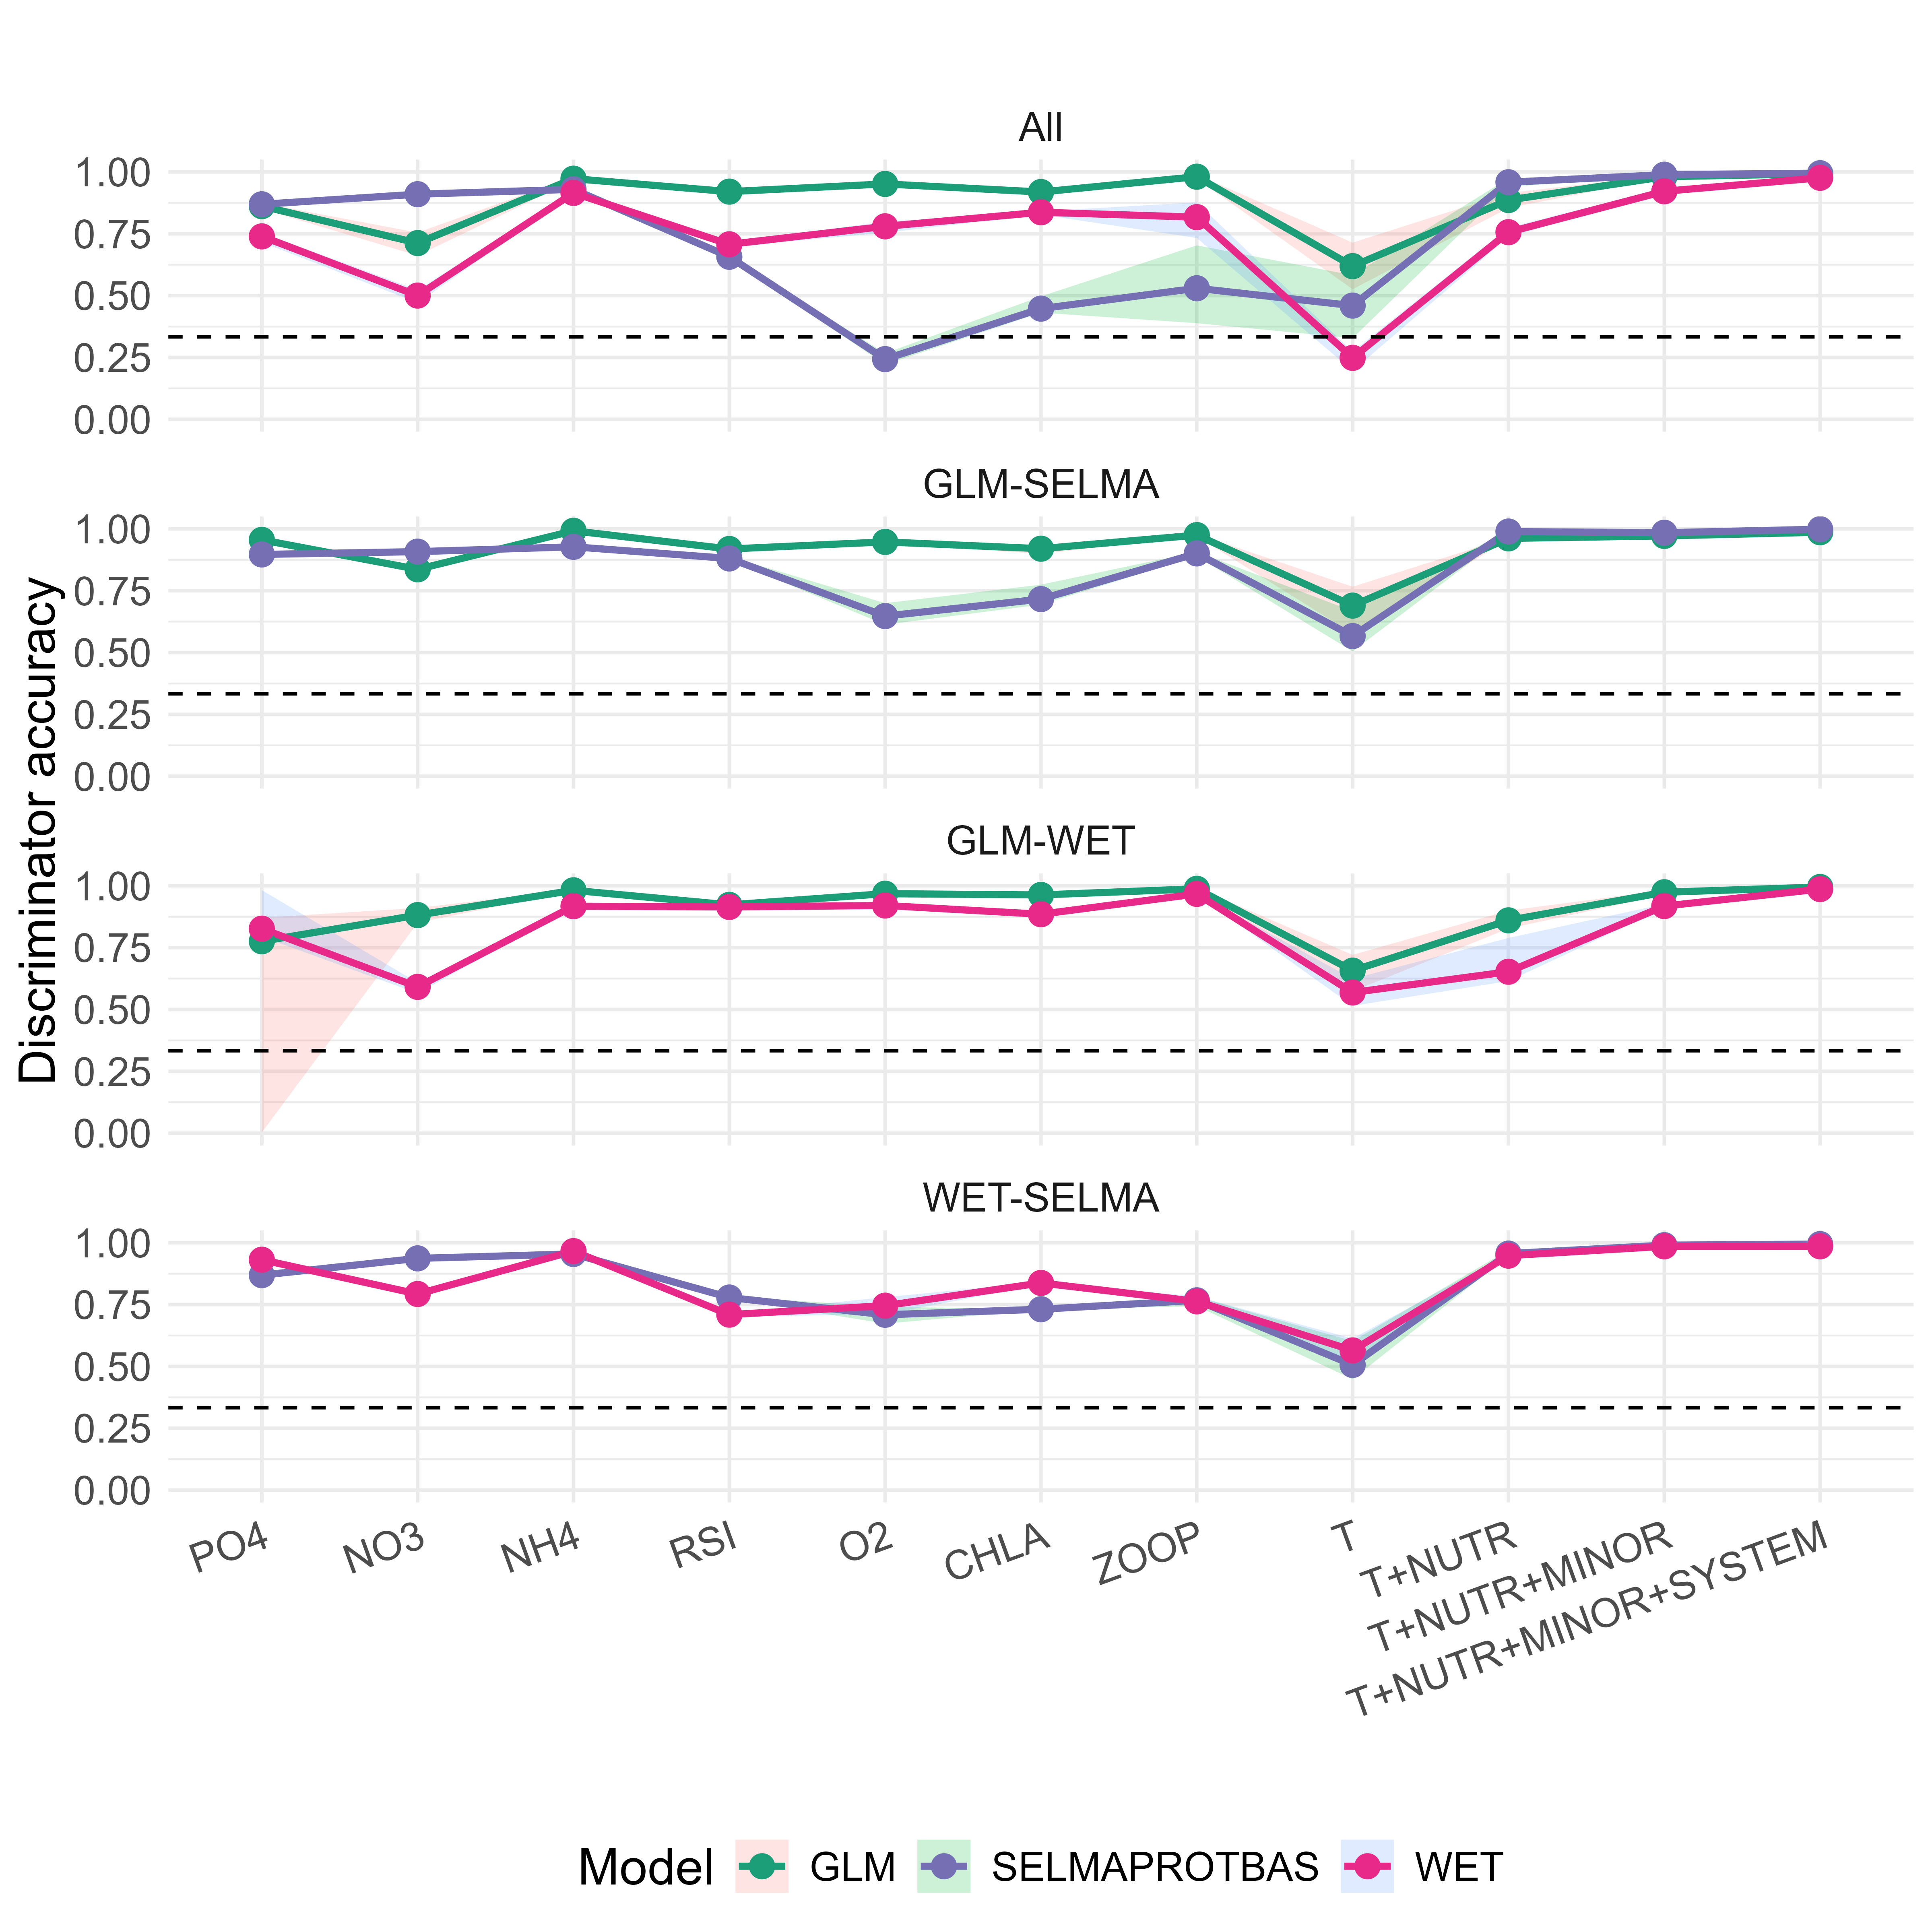 All
1.00
0.75
0.50
0.25
0.00
GLM-SELMA
1.00
0.75
0.50
0.25
0.00
GLM-WET
1.00
0.75
0.50
0.25
0.00
WET-SELMA
1.00
0.75
0.50
0.25
0.00
Discriminator accuracy
PO4
NO3
NH4
RSI
O2
CHLA
ZOOP
T
T+NUTR
T+NUTR+MINOR
T+NUTR+MINOR+SYSTEM
Model GLM SELMAPROTBAS WET